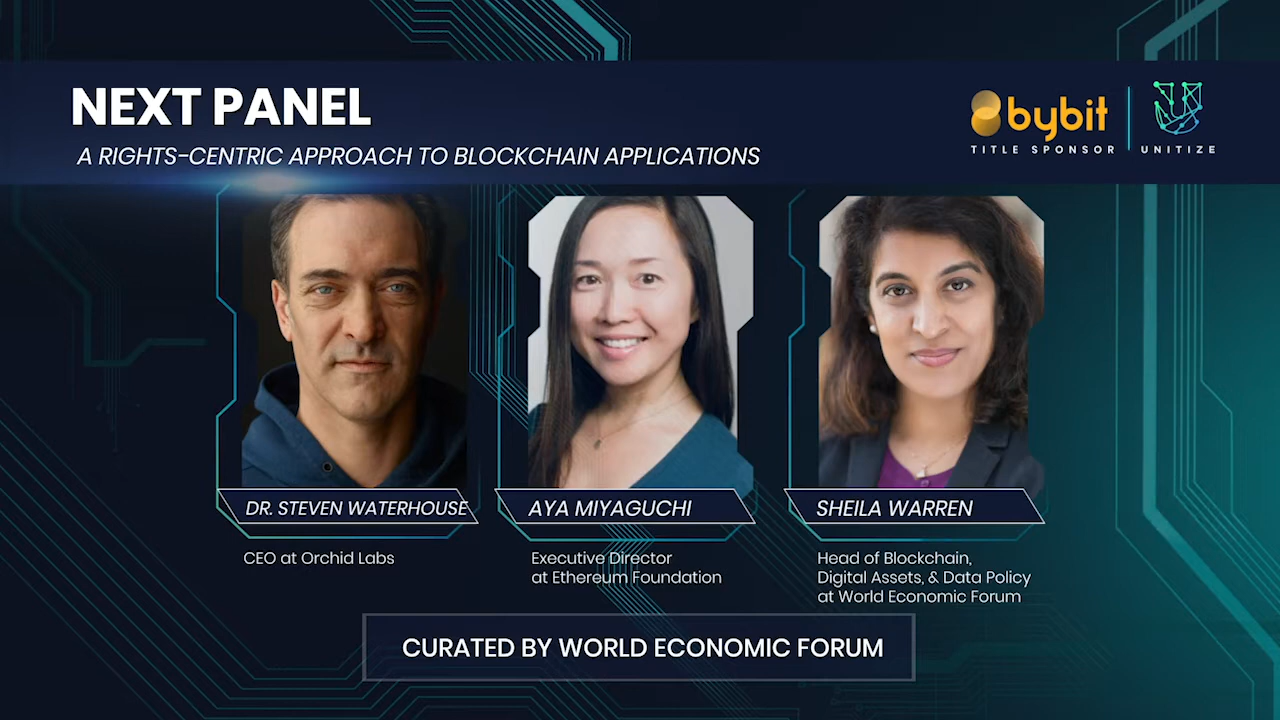 NEXT PANEL
A RIGHTS-CENTRIC APPROACH TO BLOCKCHAIN APPLICATIONS
bybit
TITLE SPONSOR
UNITIZE
DR. STEVEN WATERHOUSE
CEO at Orchid Labs
AYA MIYAGUCHI
Executive Director
at Ethereum Foundation
SHEILA WARREN
Head of Blockchain,
Digital Assets, & Data Policy
at World Economic Forum
CURATED BY WORLD ECONOMIC FORUM